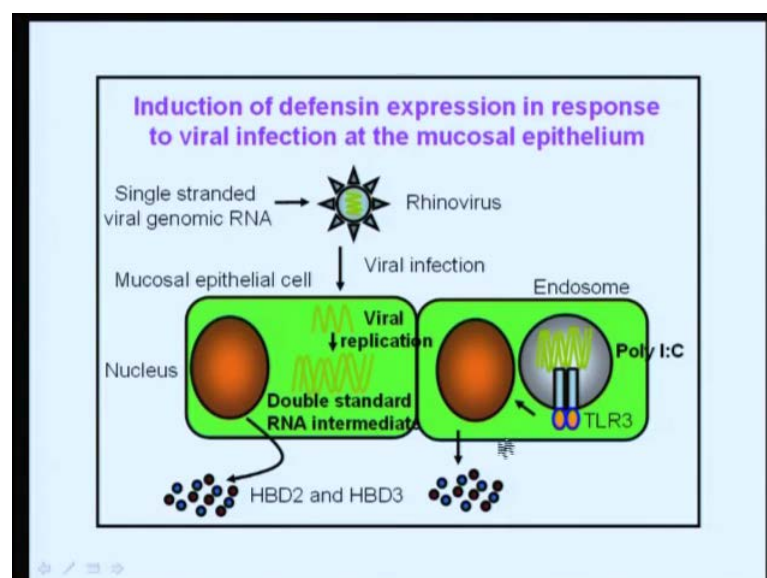 Induction of defensin expression in response
to viral infection at the mucosal epithelium
Single stranded
viral genomic RNA
Rhinovirus
Viral infection
Mucosal epithelial cell
Endosome
Viral
replication
Poly I:C
Nucleus
Double standard
RNA intermediate
TLR3
HBD2 and HBD3